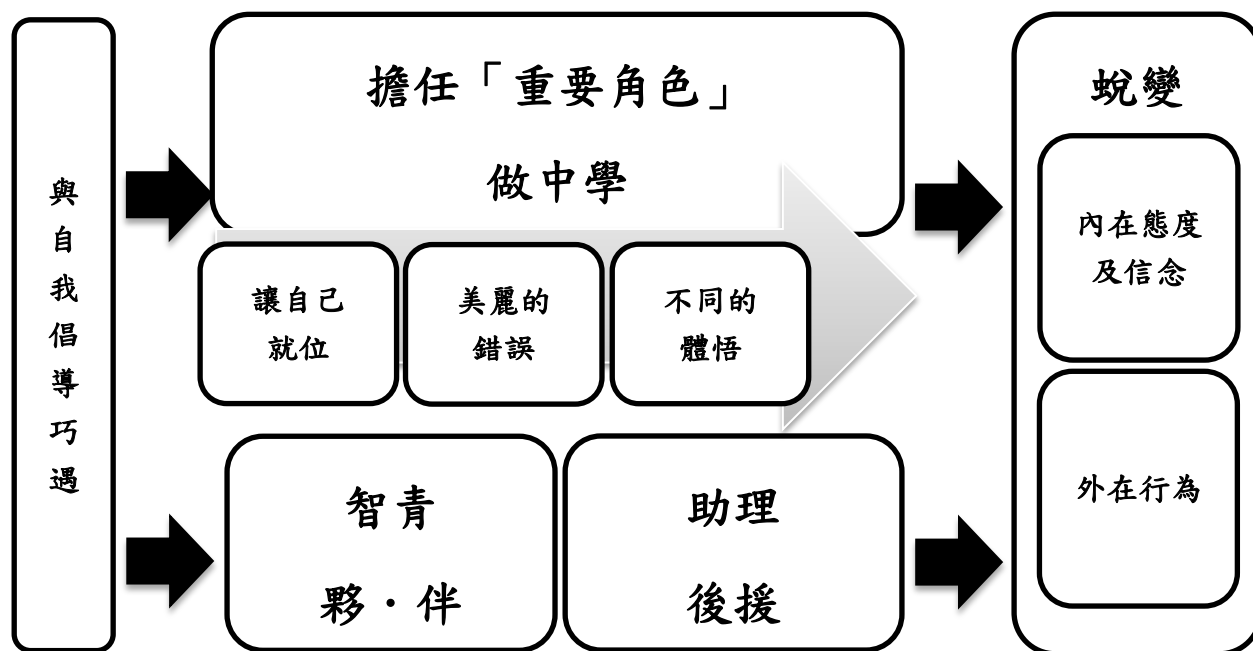 與自我倡導巧遇
擔任「重要角色」
做中學
讓自己
就位
美麗的
錯誤
不同的
體悟
智青
夥·伴
助理
後援
蛻變
內在態度
及信念
外在行為